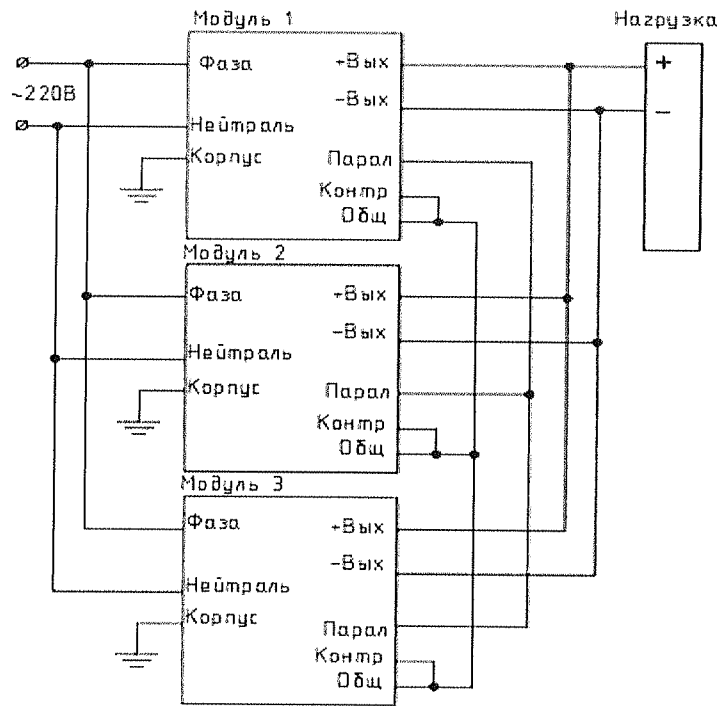 Модуль 1
Нагрузка
Фаза
+Вых
+
~220В
-Вых
-
Нейтраль
Корпус
Парал
Контр
Общ
Модуль 2
Фаза
+Вых
-Вых
Нейтраль
Корпус
Парал
Контр
Общ
Модуль 3
Фаза
+Вых
-Вых
Нейтраль
Корпус
Парал
Контр
Общ